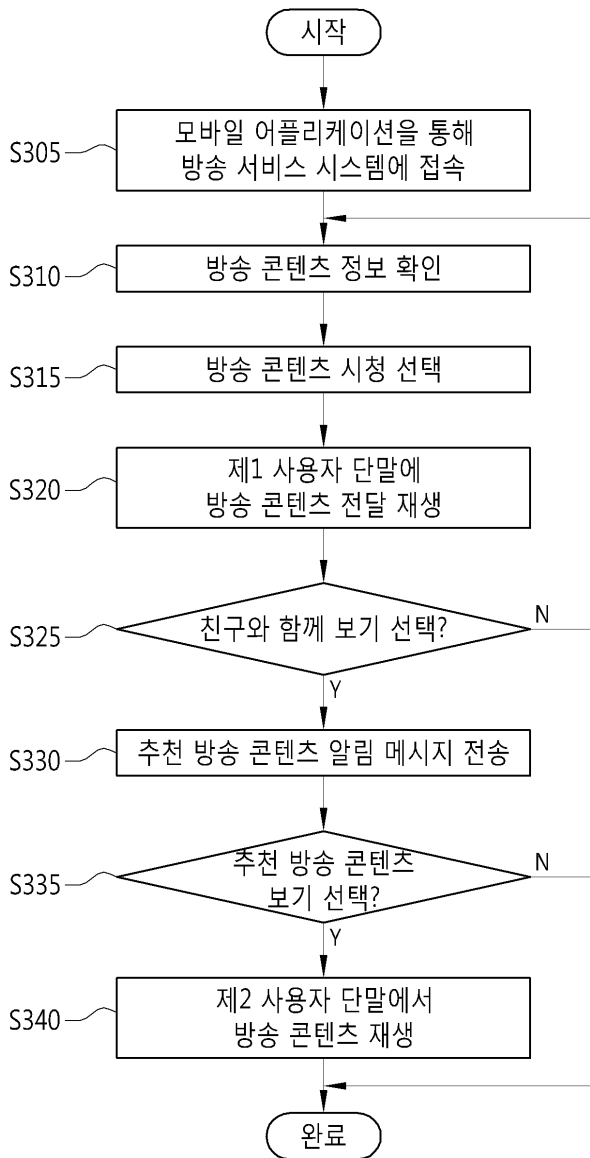 시작
S305
모바일 어플리케이션을 통해
방송 서비스 시스템에 접속
S310
방송 콘텐츠 정보 확인
S315
방송 콘텐츠 시청 선택
S320
제1 사용자 단말에
방송 콘텐츠 전달 재생
S325
친구와 함께 보기 선택?
N
Y
S330
추천 방송 콘텐츠 알림 메시지 전송
S335
추천 방송 콘텐츠
보기 선택?
N
Y
S340
제2 사용자 단말에서
방송 콘텐츠 재생
완료